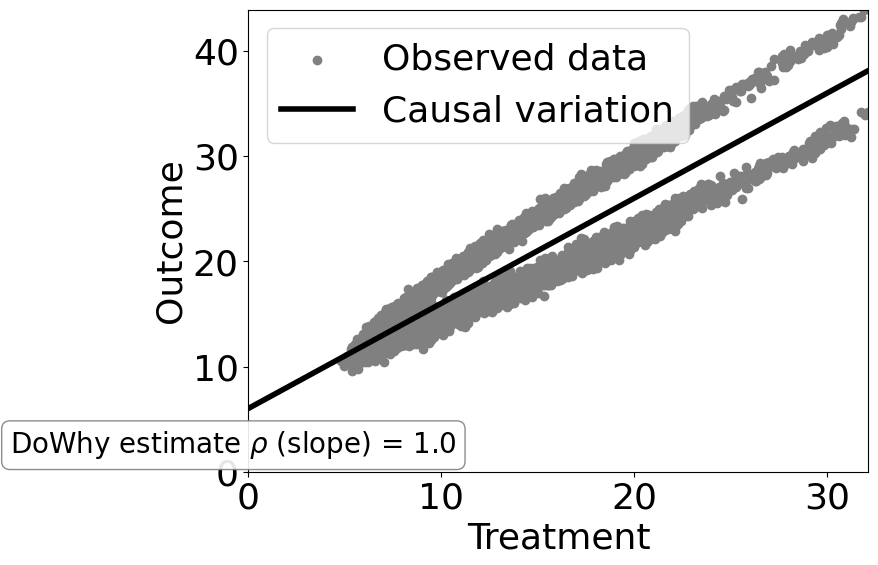 40
Observed data
Causal variation
30
Outcome
20
10
DoWhy estimate ρ (slope) = 1.0
0
0 10 20 30
Treatment